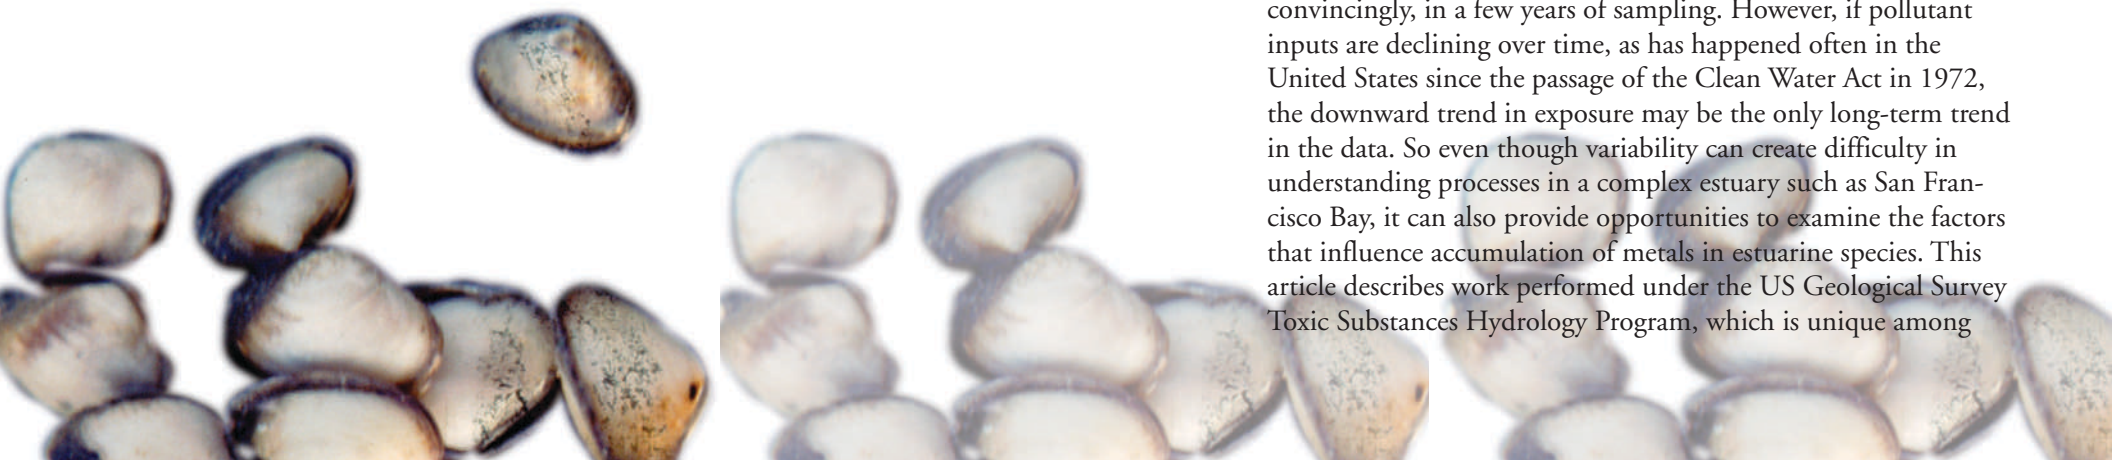 convincingly, in a few years of sampling. However, if pollutant
inputs are declining over time, as has happened often in the
United States since the passage of the Clean Water Act in 1972,
the downward trend in exposure may be the only long-term trend
in the data. So even though variability can create difficulty in
understanding processes in a complex estuary such as San Fran-
cisco Bay, it can also provide opportunities to examine the factors
that influence accumulation of metals in estuarine species. This
article describes work performed under the US Geological Survey
Toxic Substances Hydrology Program, which is unique among